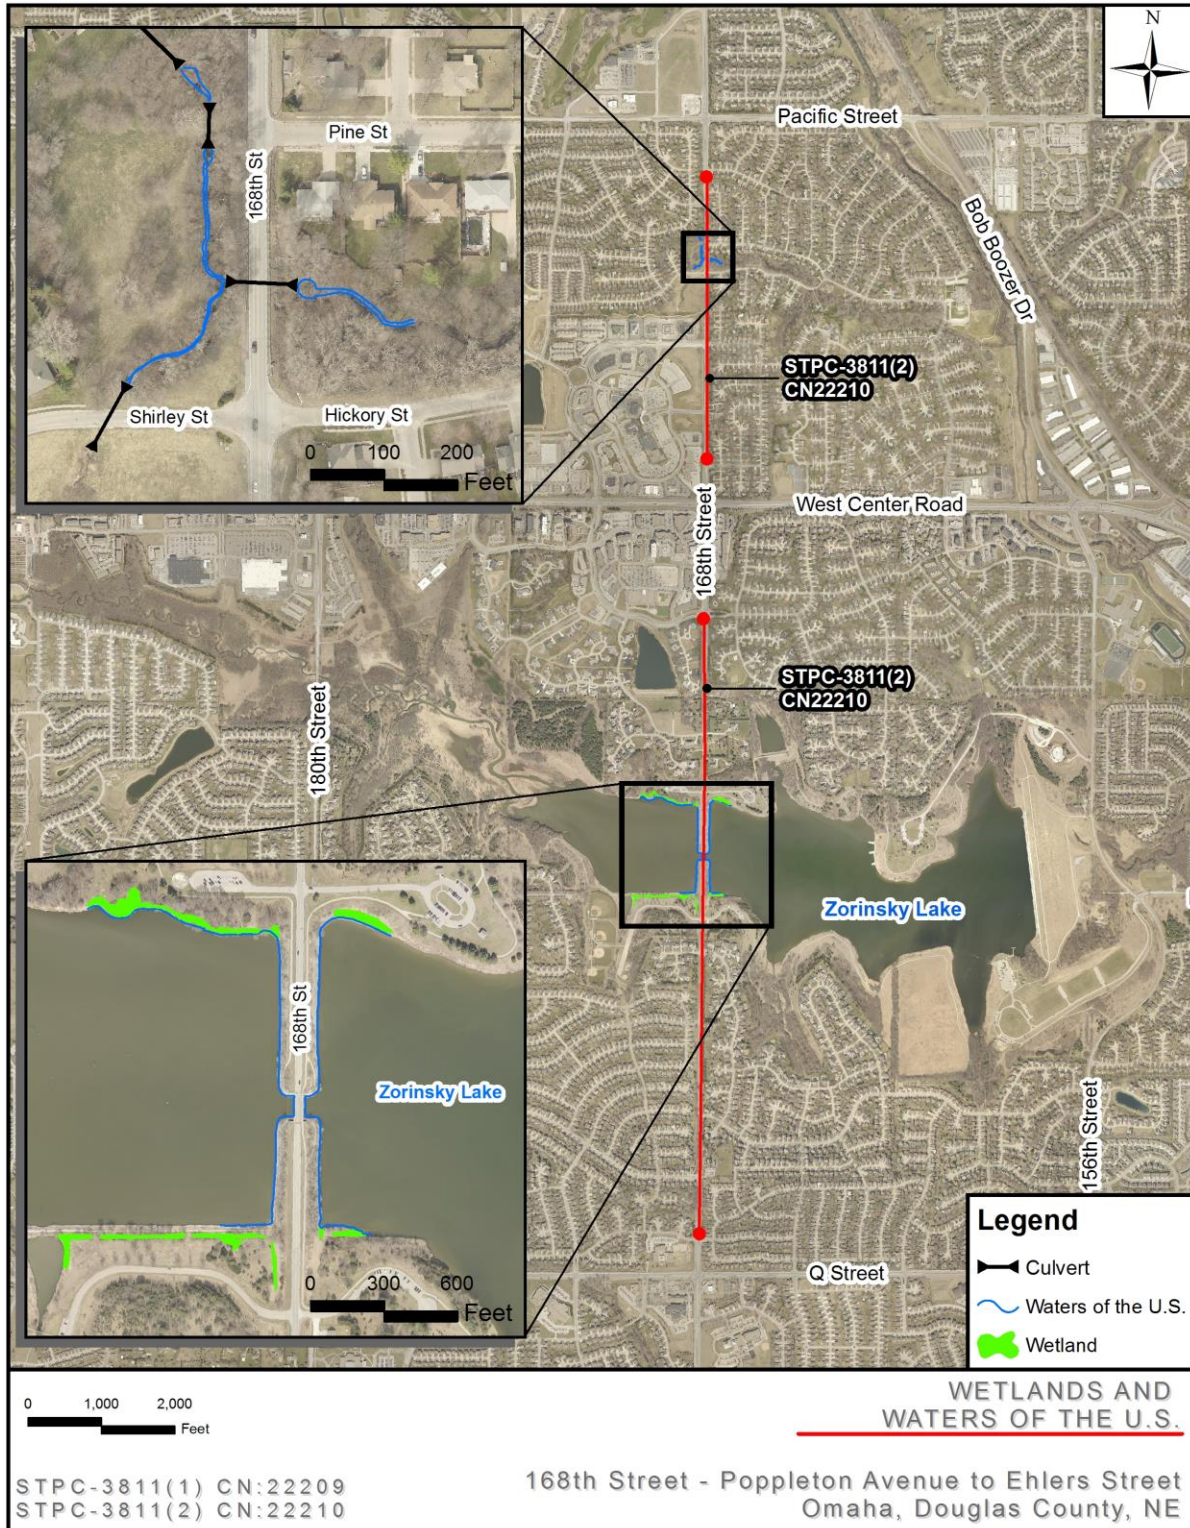 N
Pacific Street
Pine St
168th St
Shirley St
Hickory St
0 100 200
Feet
Bob Boozer Dr
STPC-3811(2)
CN22210
West Center Road
168th Street
STPC-3811(2)
CN22210
180th Street
Zorinsky Lake
168th St
Zorinsky Lake
0 300 600
Feet
156th Street
Q Street
Legend
Culvert
Waters of the U.S.
Wetland
0 1,000 2,000
Feet
WETLANDS AND
WATERS OF THE U.S.
STPC-3811(1) CN:22209
STPC-3811(2) CN:22210
168th Street - Poppleton Avenue to Ehlers Street
Omaha, Douglas County, NE